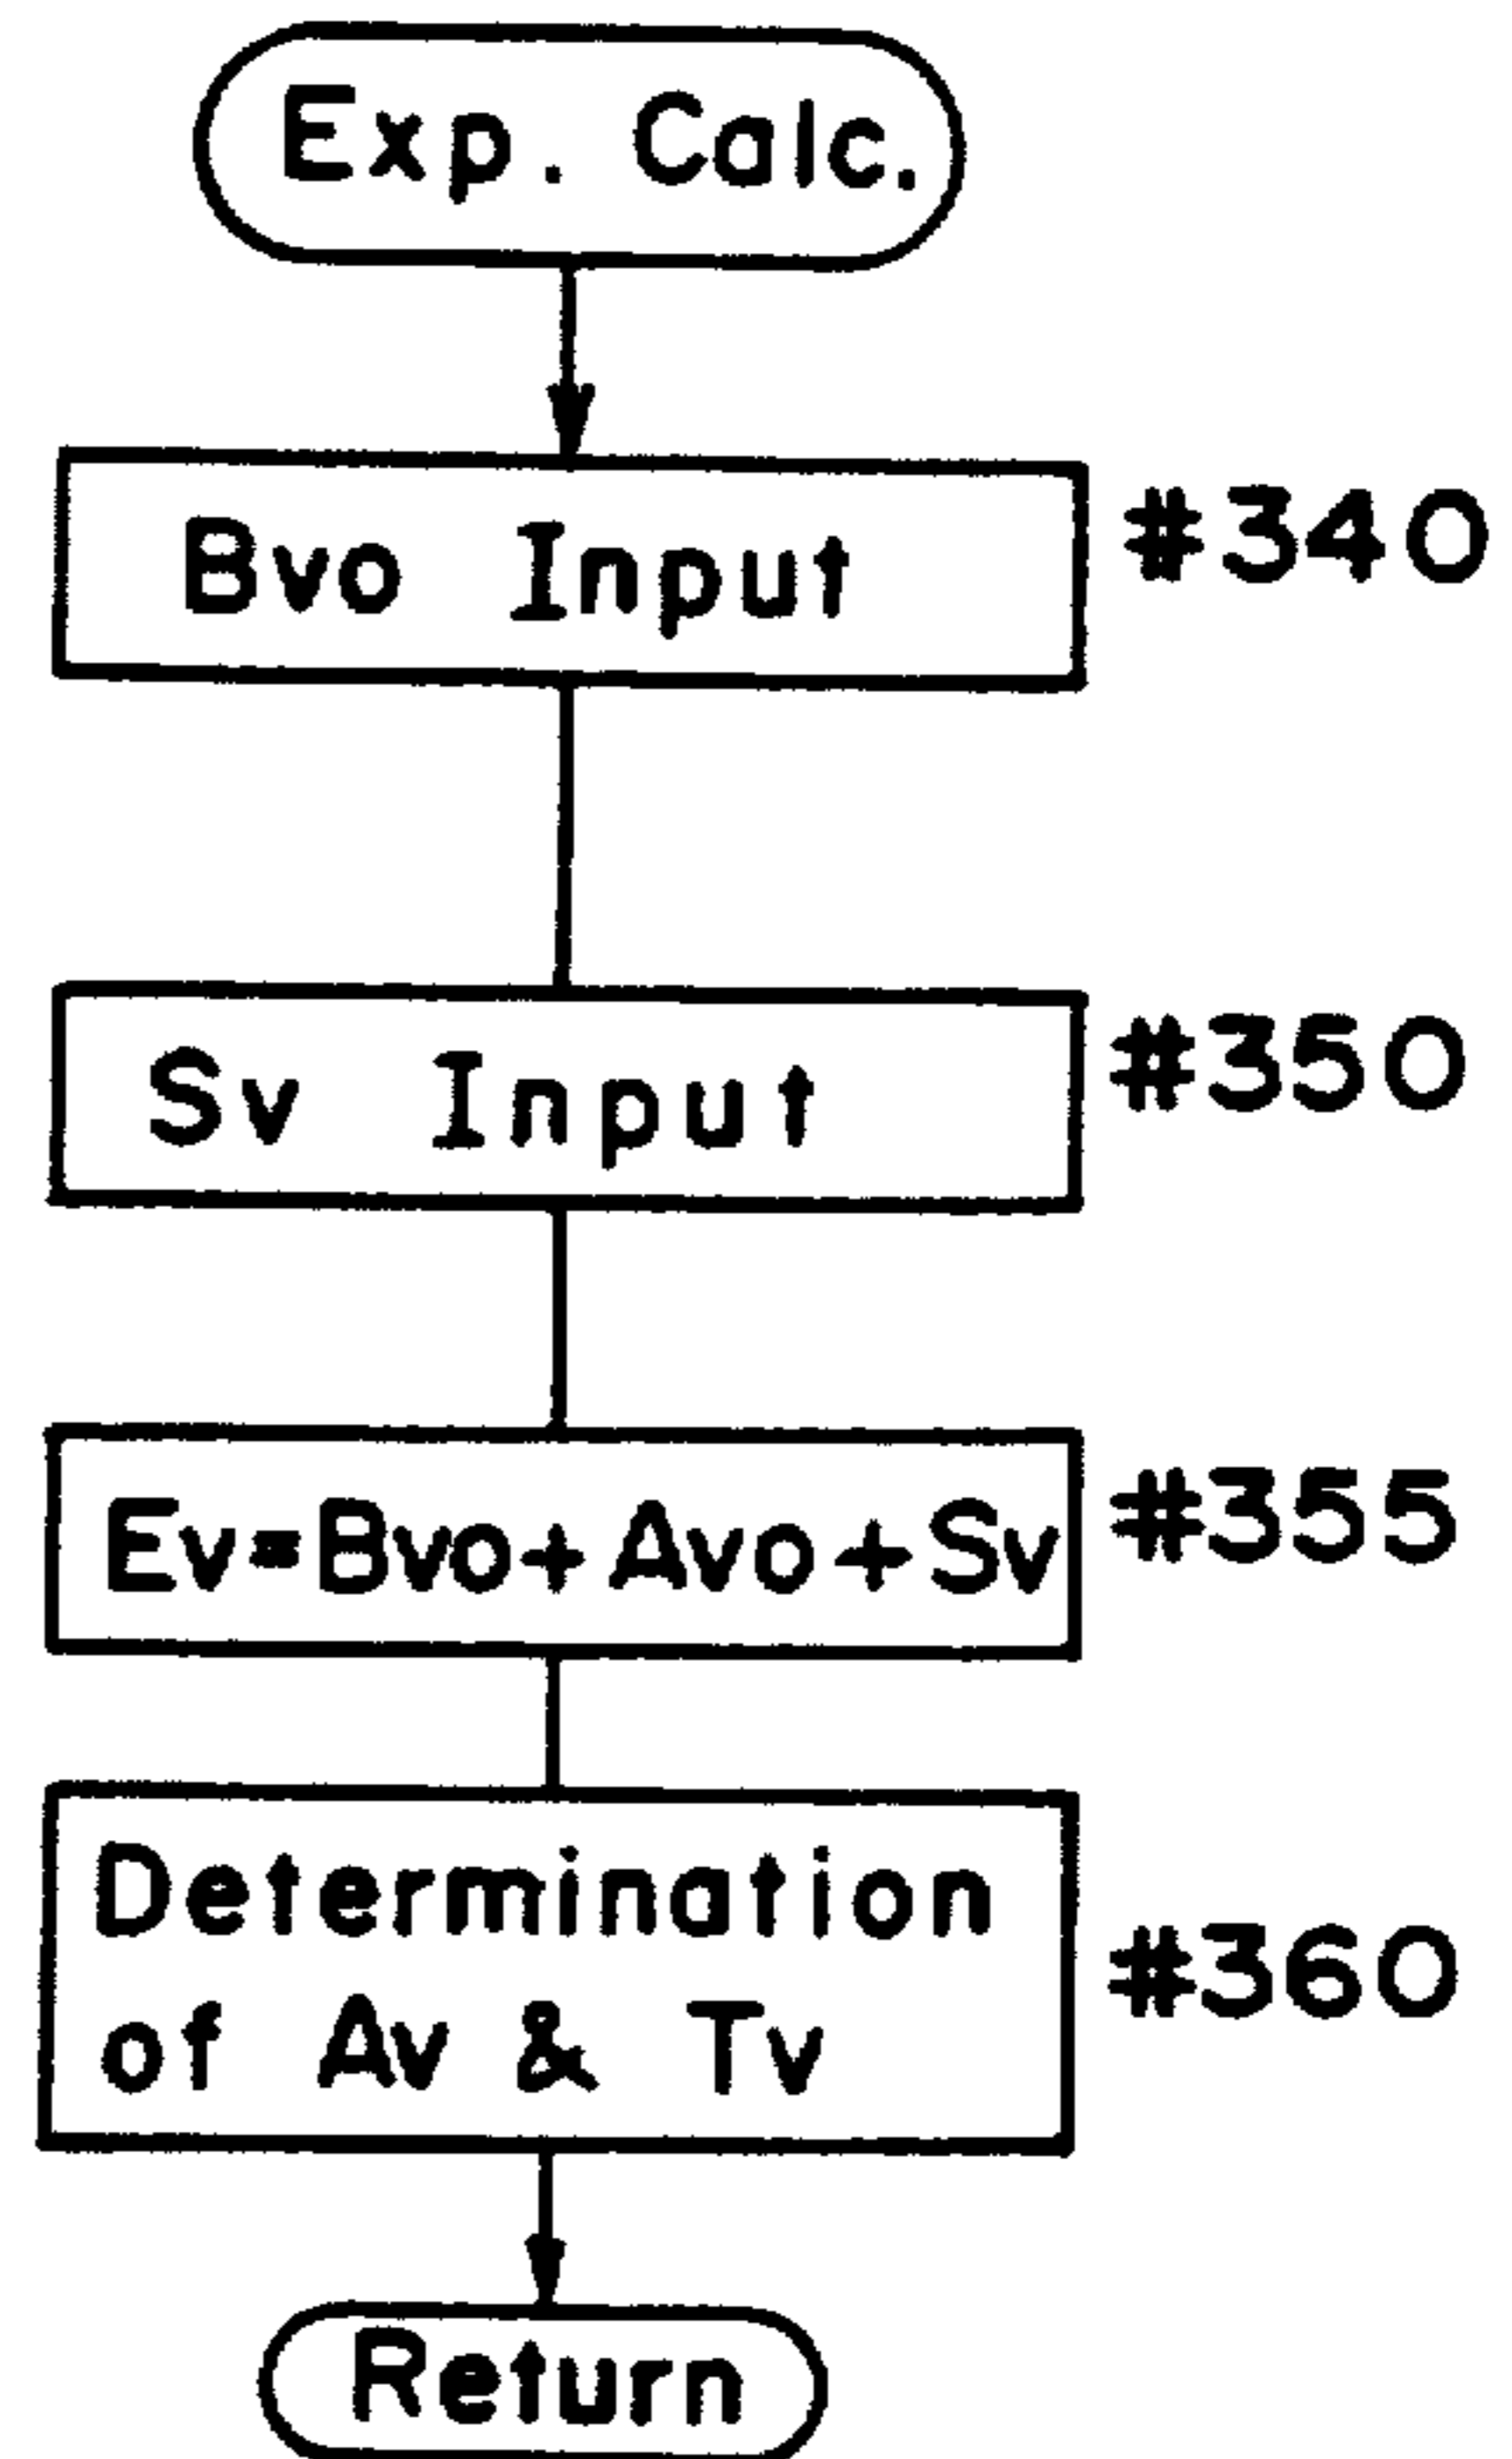 Exp. Calc.
Bvo Input #340
Sv Input #350
Ev=Bvo+Avo+Sv #355
Determination
#360
of Av & Tv
Return